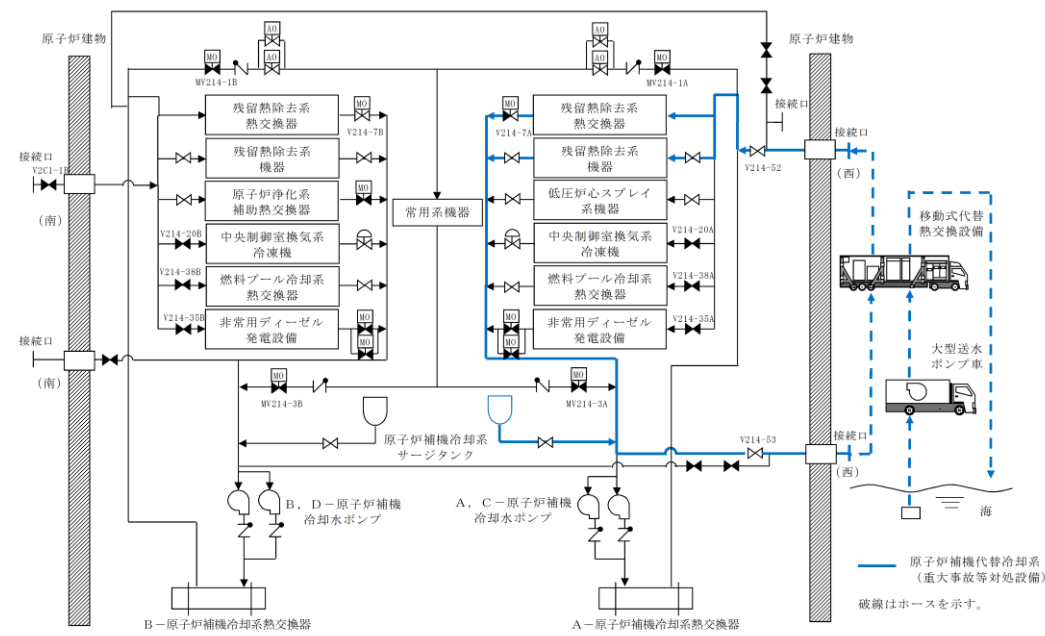 原子炉建物
AO
AO
MO
MV214-1B
AO
AO
MO
MV214-1A
原子炉建物
残留熱除去系
熱交換器
MO
V214-7B
MO
V214-7A
残留熱除去系
熱交換器
接続口
接続口
V2C1-1B
(南)
残留熱除去系
機器
残留熱除去系
機器
V214-52
接続口
(西)
原子炉浄化系
補助熱交換器
MO
常用系機器
低圧炉心スプレイ
系機器
移動式代替
熱交換設備
V214-20B
中央制御室換気系
冷凍機
中央制御室換気系
冷凍機
V214-20A
V214-38B
燃料プール冷却系
熱交換器
燃料プール冷却系
熱交換器
V214-38A
V214-35B
非常用ディーゼル
発電設備
MO
MO
MO
MO
非常用ディーゼル
発電設備
V214-35A
接続口
(南)
大型送水
ポンプ車
MO
MV214-3B
MO
MV214-3A
原子炉補機冷却系
サージタンク
V214-53
接続口
(西)
B，D－原子炉補機
冷却水ポンプ
A，C－原子炉補機
冷却水ポンプ
海
原子炉補機代替冷却系
(重大事故等対処設備)
破線はホースを示す。
B－原子炉補機冷却系熱交換器
A－原子炉補機冷却系熱交換器